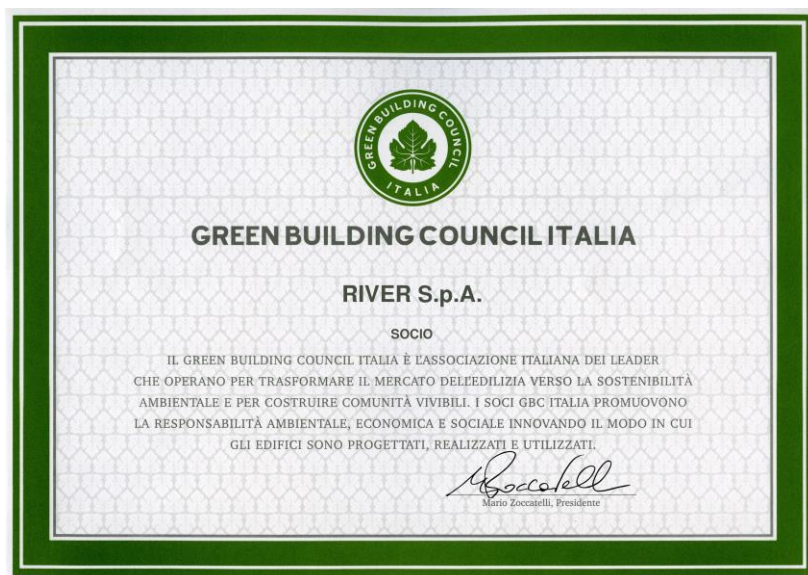 GREEN BUILDING COUNCIL
ITALIA
GREEN BUILDING COUNCIL ITALIA
RIVER S.p.A.
SOCIO
IL GREEN BUILDING COUNCIL ITALIA È L'ASSOCIAZIONE ITALIANA DEI LEADER
CHE OPERANO PER TRASFORMARE IL MERCATO DELL'EDILIZIA VERSO LA SOSTENIBILITÀ
AMBIENTALE E PER COSTRUIRE COMUNITÀ VIVIBILI. I SOCI GBC ITALIA PROMUOVONO
LA RESPONSABILITÀ AMBIENTALE, ECONOMICA E SOCIALE INNOVANDO IL MODO IN CUI
GLI EDIFICI SONO PROGETTATI, REALIZZATI E UTILIZZATI.
Mario Zoccatelli, Presidente